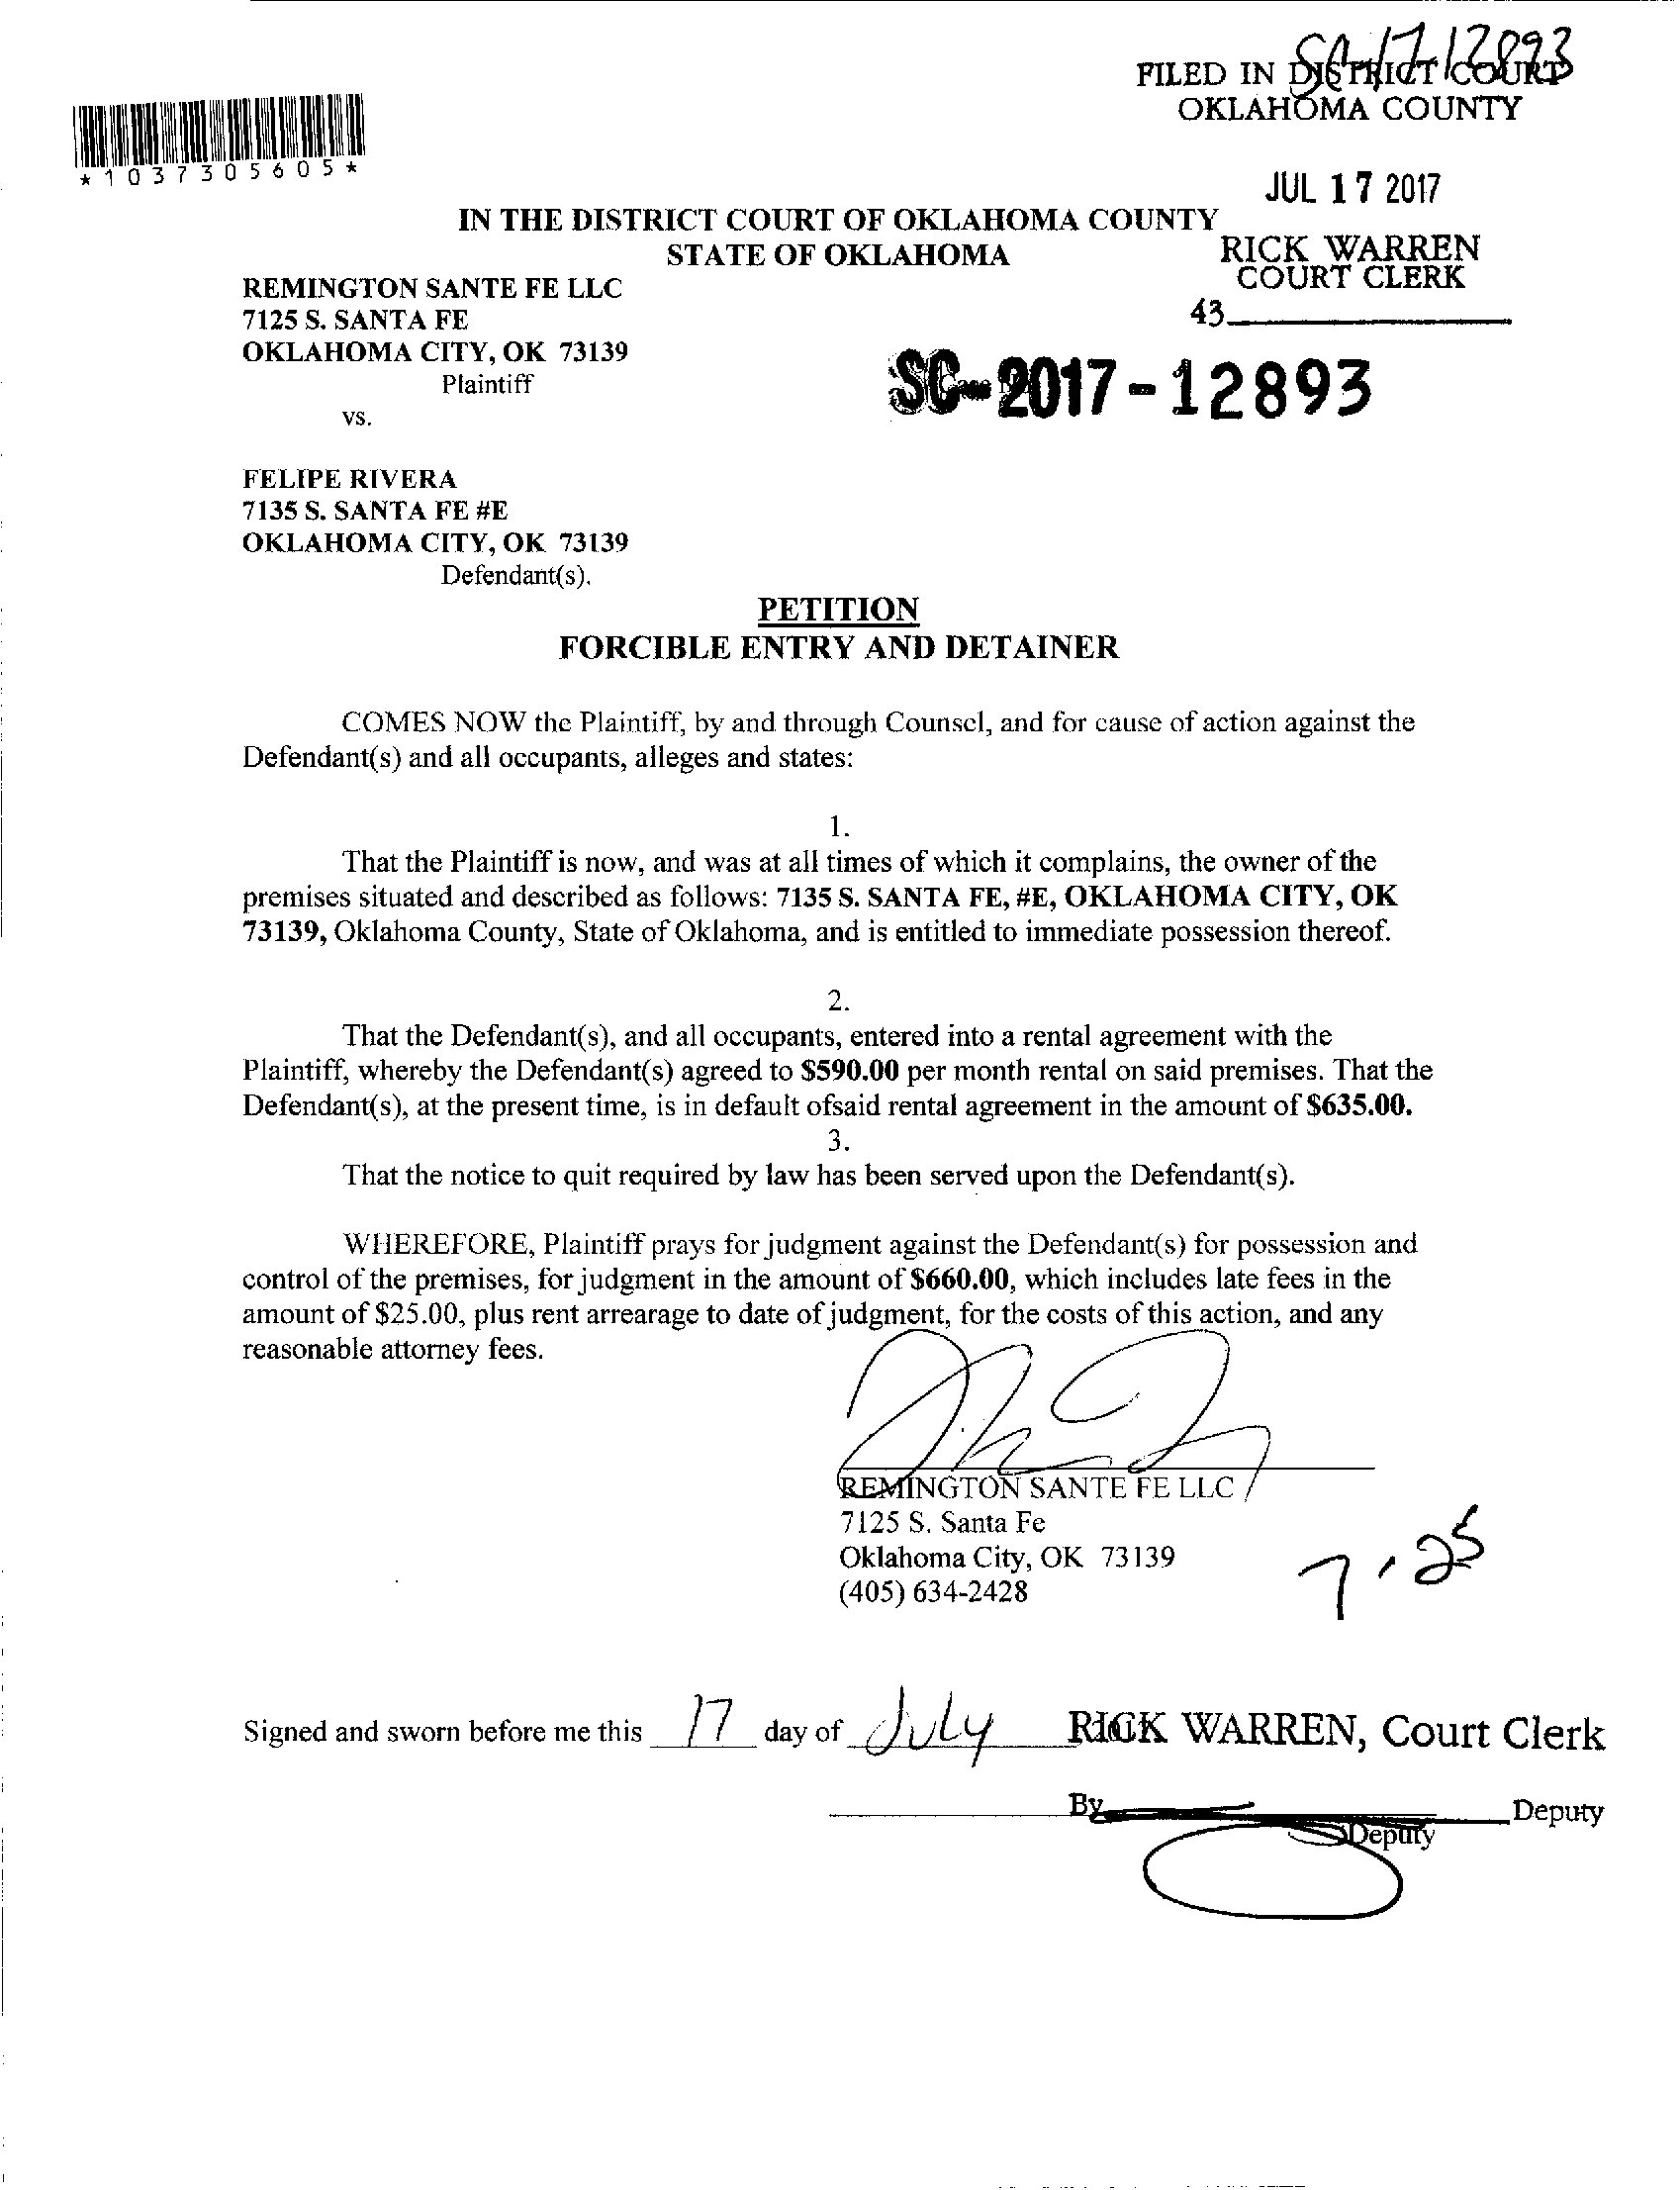 SC-17-12893
FILED IN DISTRICT COURT
OKLAHOMA COUNTY
*1037305605*
JUL 17 2017
IN THE DISTRICT COURT OF OKLAHOMA COUNTY
STATE OF OKLAHOMA
RICK WARREN
COURT CLERK
43
REMINGTON SANTE FE LLC
7125 S. SANTA FE
OKLAHOMA CITY, OK 73139
Plaintiff
vs.
SC-2017-12893
FELIPE RIVERA
7135 S. SANTA FE #E
OKLAHOMA CITY, OK 73139
Defendant(s).
PETITION
FORCIBLE ENTRY AND DETAINER
COMES NOW the Plaintiff, by and through Counsel, and for cause of action against the
Defendant(s) and all occupants, alleges and states:
1.
That the Plaintiff is now, and was at all times of which it complains, the owner of the
premises situated and described as follows: 7135 S. SANTA FE, #E, OKLAHOMA CITY, OK
73139, Oklahoma County, State of Oklahoma, and is entitled to immediate possession thereof.
2.
That the Defendant(s), and all occupants, entered into a rental agreement with the
Plaintiff, whereby the Defendant(s) agreed to $590.00 per month rental on said premises. That the
Defendant(s), at the present time, is in default ofsaid rental agreement in the amount of $635.00.
3.
That the notice to quit required by law has been served upon the Defendant(s).
WHEREFORE, Plaintiff prays for judgment against the Defendant(s) for possession and
control of the premises, for judgment in the amount of $660.00, which includes late fees in the
amount of $25.00, plus rent arrearage to date of judgment, for the costs of this action, and any
reasonable attorney fees.
REMINGTON SANTE FE LLC
7125 S. Santa Fe
Oklahoma City, OK 73139
(405) 634-2428
7,25
Signed and sworn before me this 17 day of July RICK WARREN, Court Clerk
By Deputy
Deputy